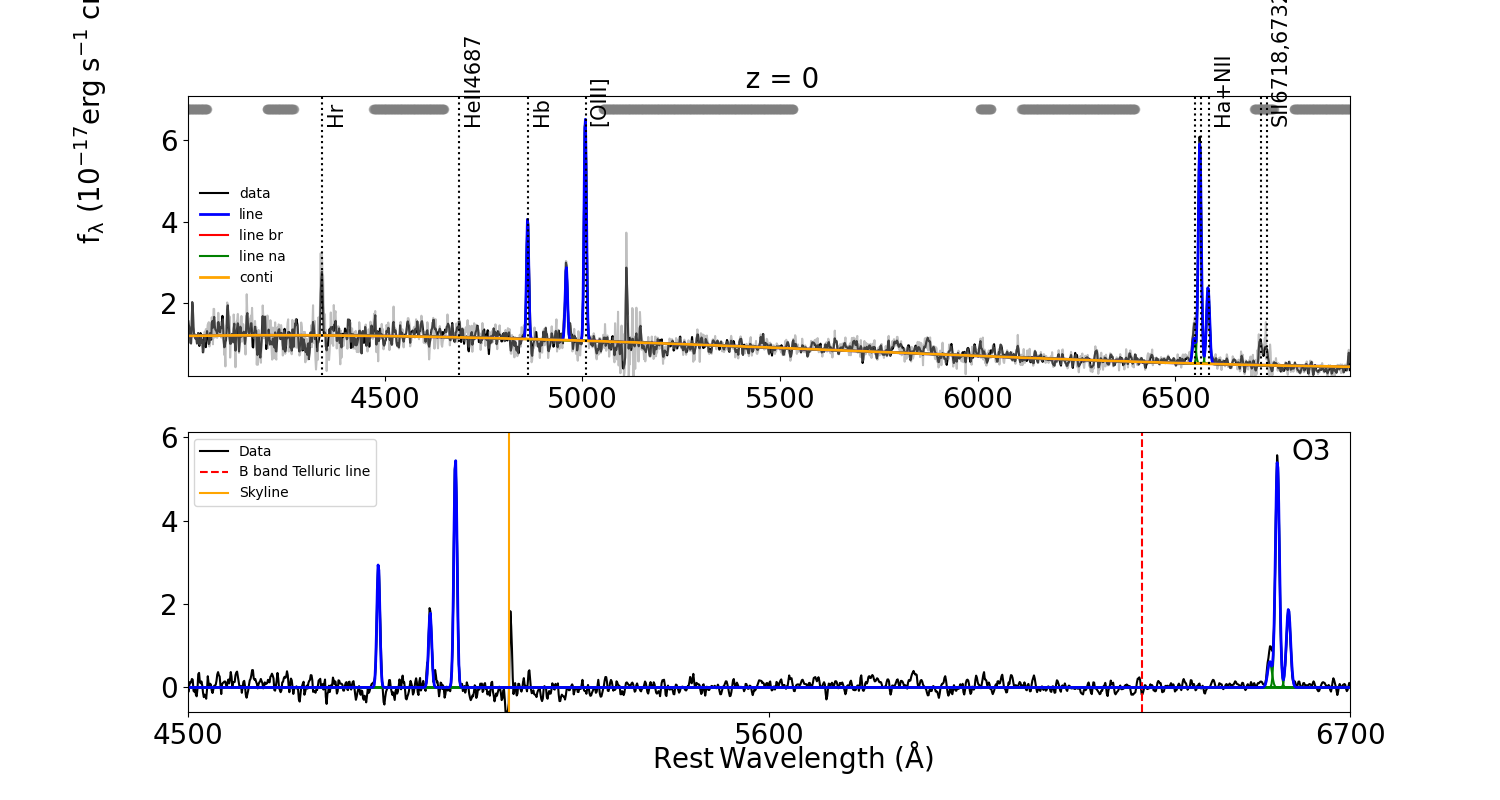 z = 0
fλ (10−17erg s−1
Hr
HeII4687
Hb
[OIII]
Ha+NII
SII6718,6732
6
4
2
data
line
line br
line na
conti
4500
5000
5500
6000
6500
6
4
2
0
Data
B band Telluric line
Skyline
O3
4500
5600
6700
Rest Wavelength (Å)